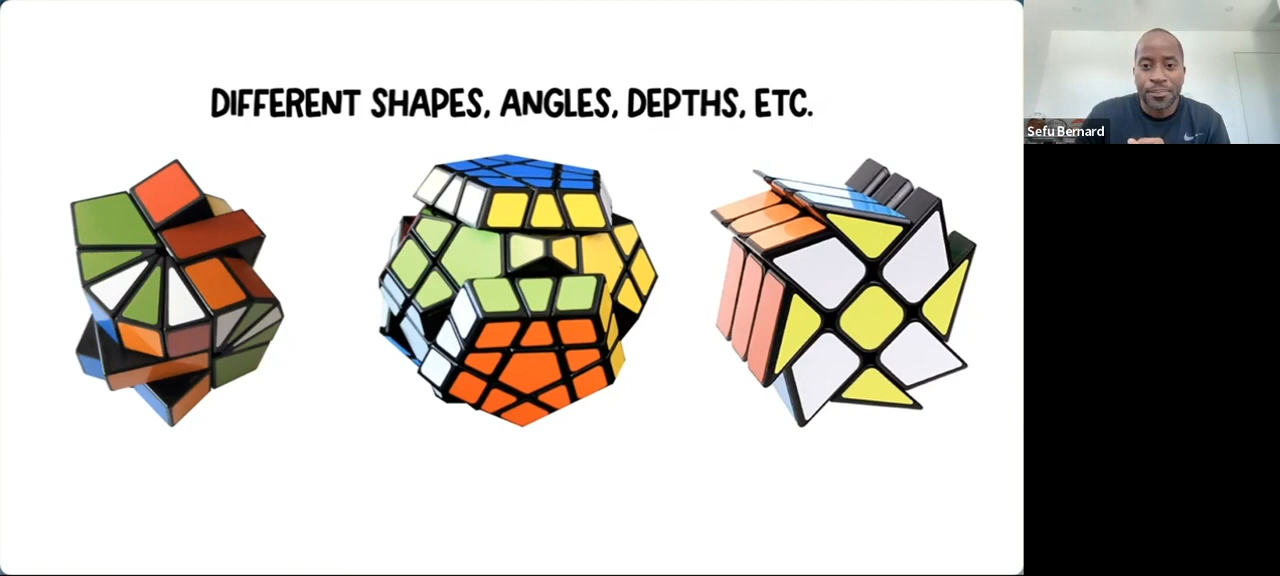 DIFFERENT SHAPES, ANGLES, DEPTHS, ETC.
Sefu Bernard